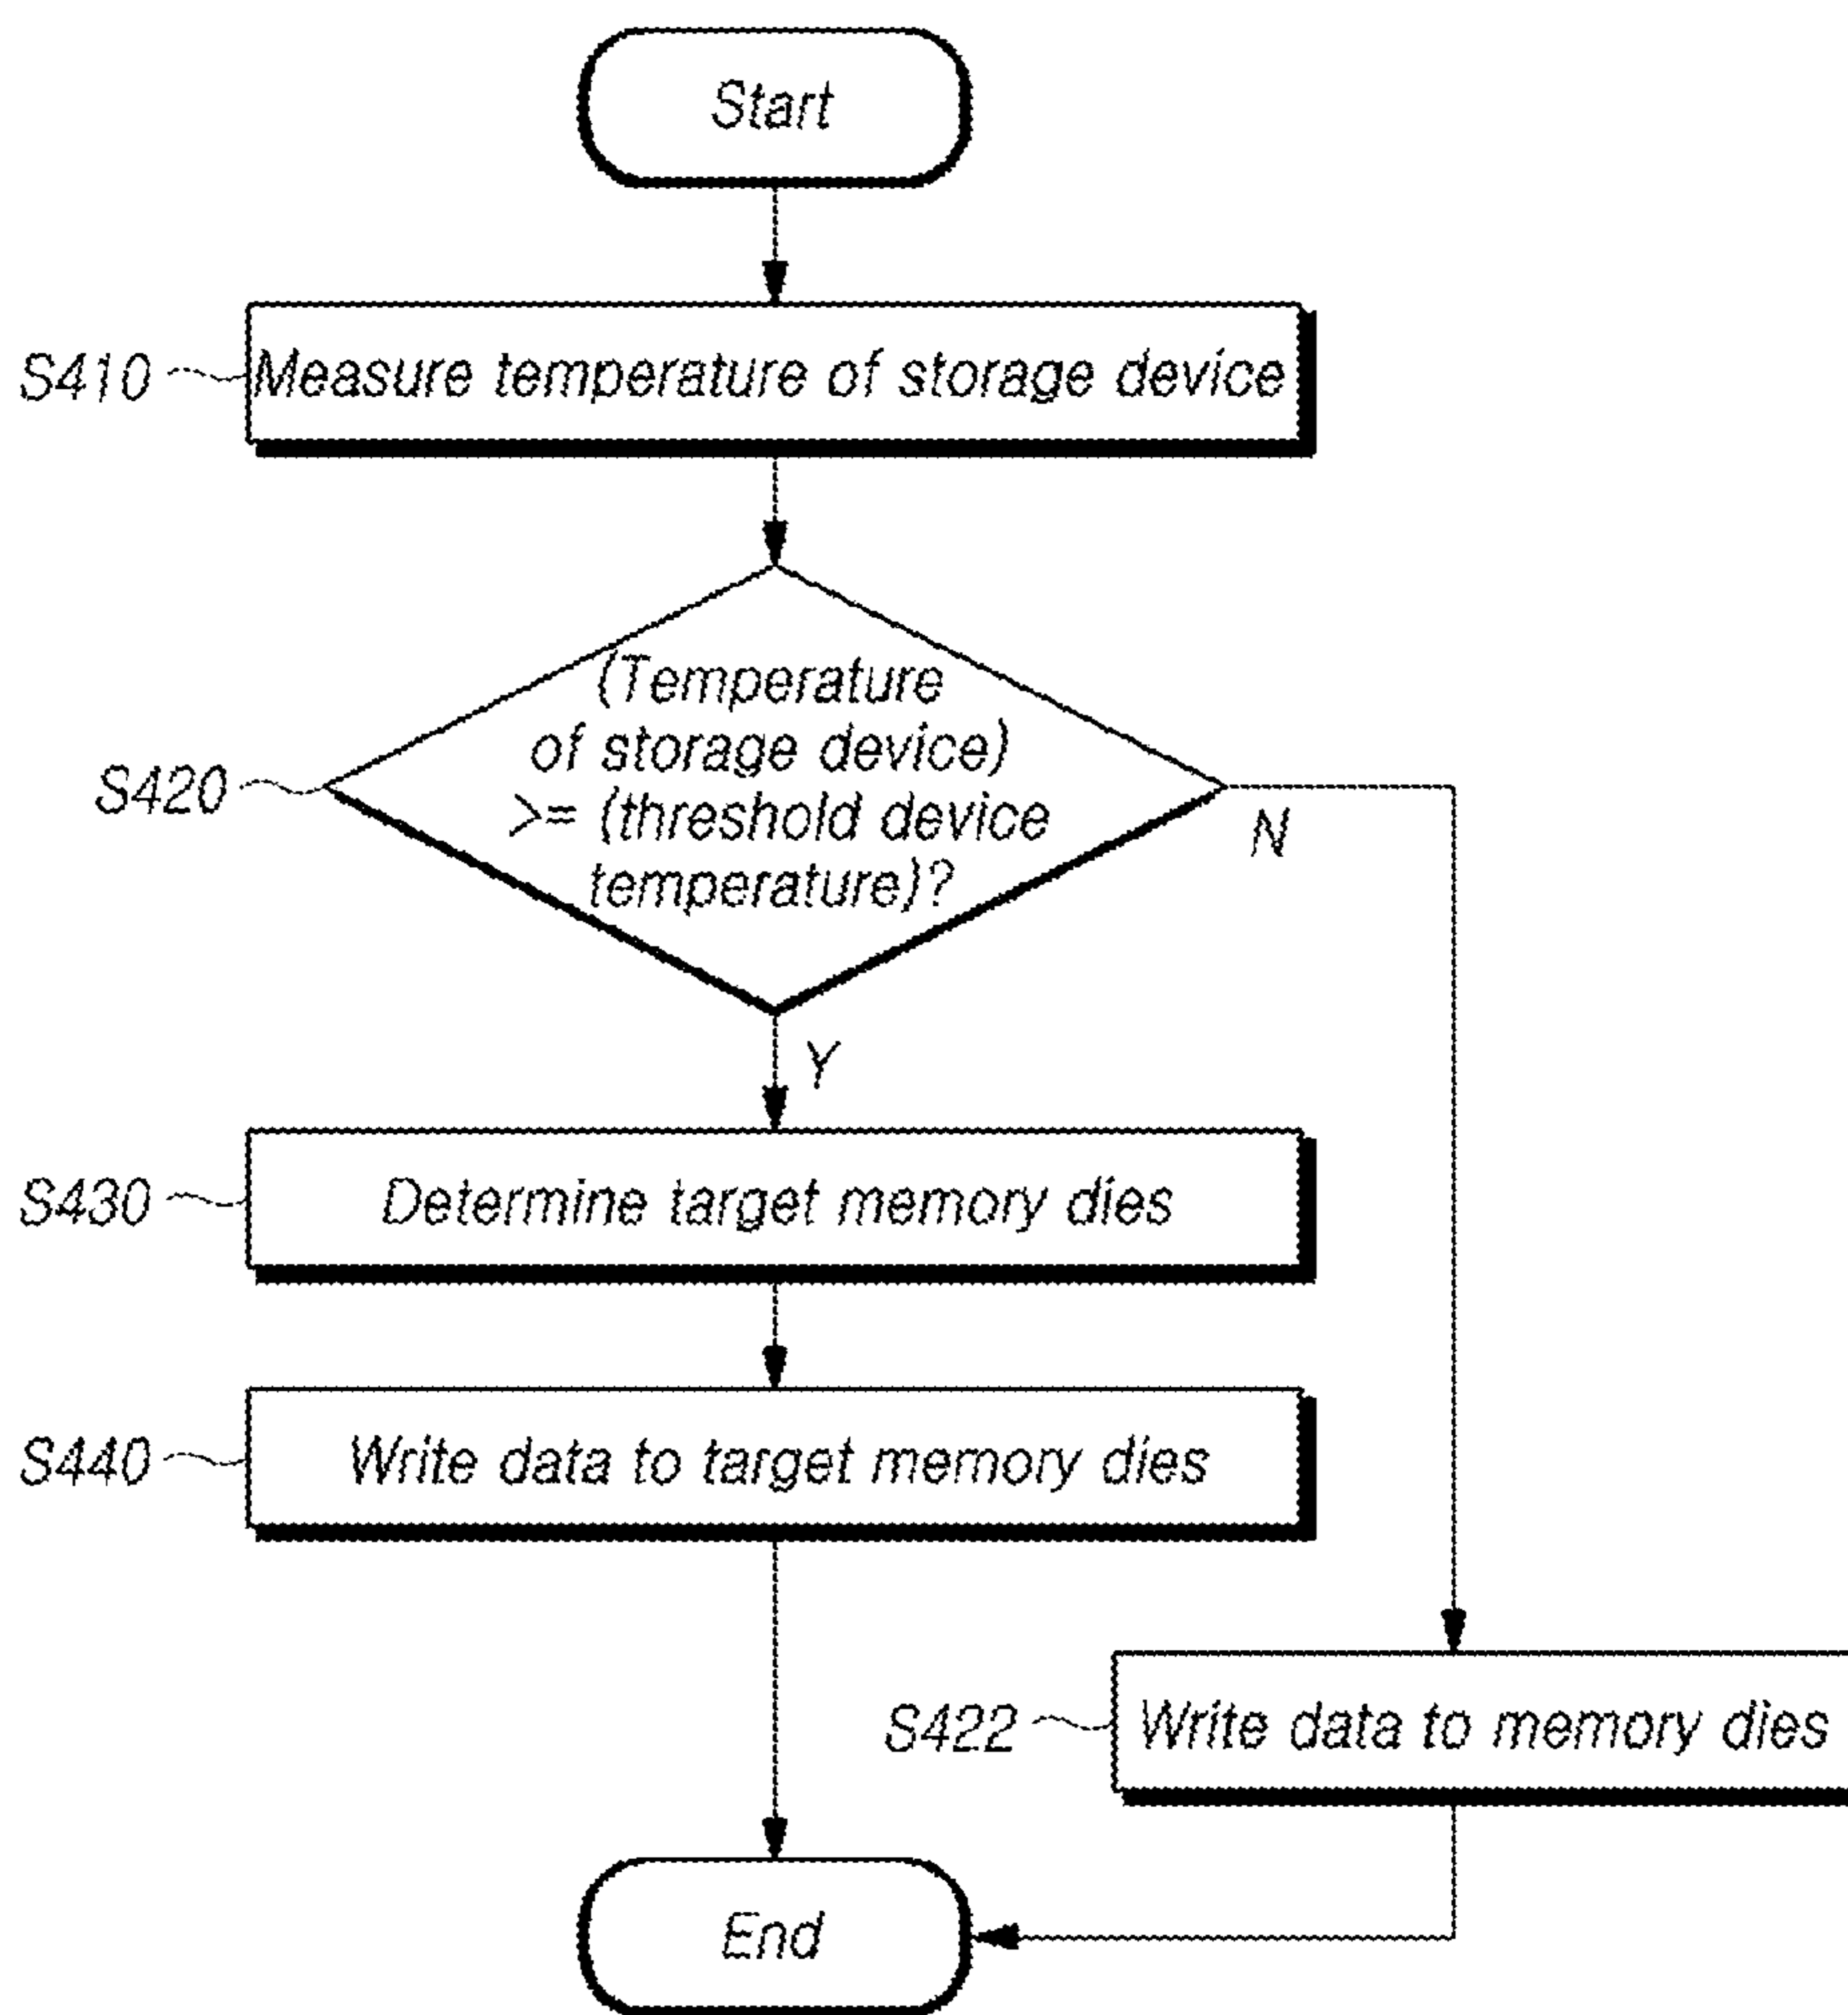 Start
S410
Measure temperature of storage device
S420
(Temperature
of storage device)
>= (threshold device
temperature)?
N
Y
S430
Determine target memory dies
S440
Write data to target memory dies
S422
Write data to memory dies
End